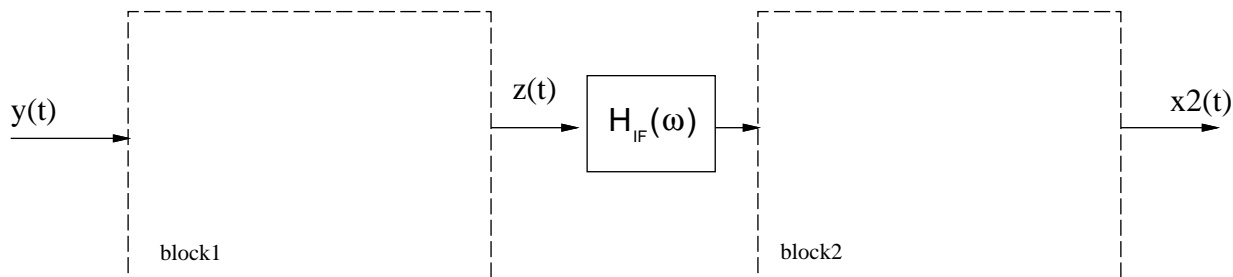 y(t)
z(t)
H_IF(ω)
x2(t)
block1
block2